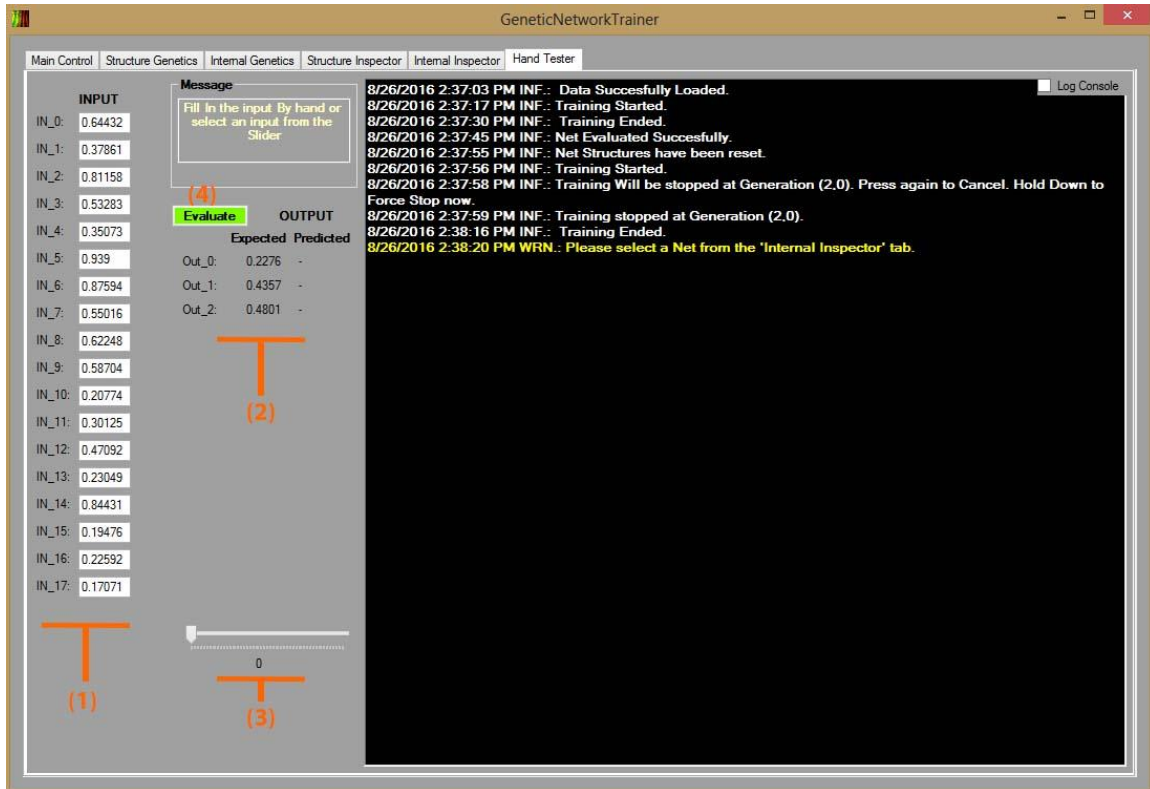 GeneticNetworkTrainer
Main Control
Structure Genetics
Internal Genetics
Structure Inspector
Internal Inspector
Hand Tester
INPUT
IN_0: 0.64432
IN_1: 0.37861
IN_2: 0.81158
IN_3: 0.53283
IN_4: 0.35073
IN_5: 0.939
IN_6: 0.87594
IN_7: 0.55016
IN_8: 0.62248
IN_9: 0.58704
IN_10: 0.20774
IN_11: 0.30125
IN_12: 0.47092
IN_13: 0.23049
IN_14: 0.84431
IN_15: 0.19476
IN_16: 0.22592
IN_17: 0.17071
(1)
Message
Fill In the input By hand or
select an input from the
Slider
(4)
Evaluate
OUTPUT
Expected Predicted
Out_0: 0.2276 -
Out_1: 0.4357 -
Out_2: 0.4801 -
(2)
0
(3)
Log Console
8/26/2016 2:37:03 PM INF.: Data Succesfully Loaded.
8/26/2016 2:37:17 PM INF.: Training Started.
8/26/2016 2:37:30 PM INF.: Training Ended.
8/26/2016 2:37:45 PM INF.: Net Evaluated Succesfully.
8/26/2016 2:37:55 PM INF.: Net Structures have been reset.
8/26/2016 2:37:56 PM INF.: Training Started.
8/26/2016 2:37:58 PM INF.: Training Will be stopped at Generation (2,0). Press again to Cancel. Hold Down to
Force Stop now.
8/26/2016 2:37:59 PM INF.: Training stopped at Generation (2,0).
8/26/2016 2:38:16 PM INF.: Training Ended.
8/26/2016 2:38:20 PM WRN.: Please select a Net from the 'Internal Inspector' tab.